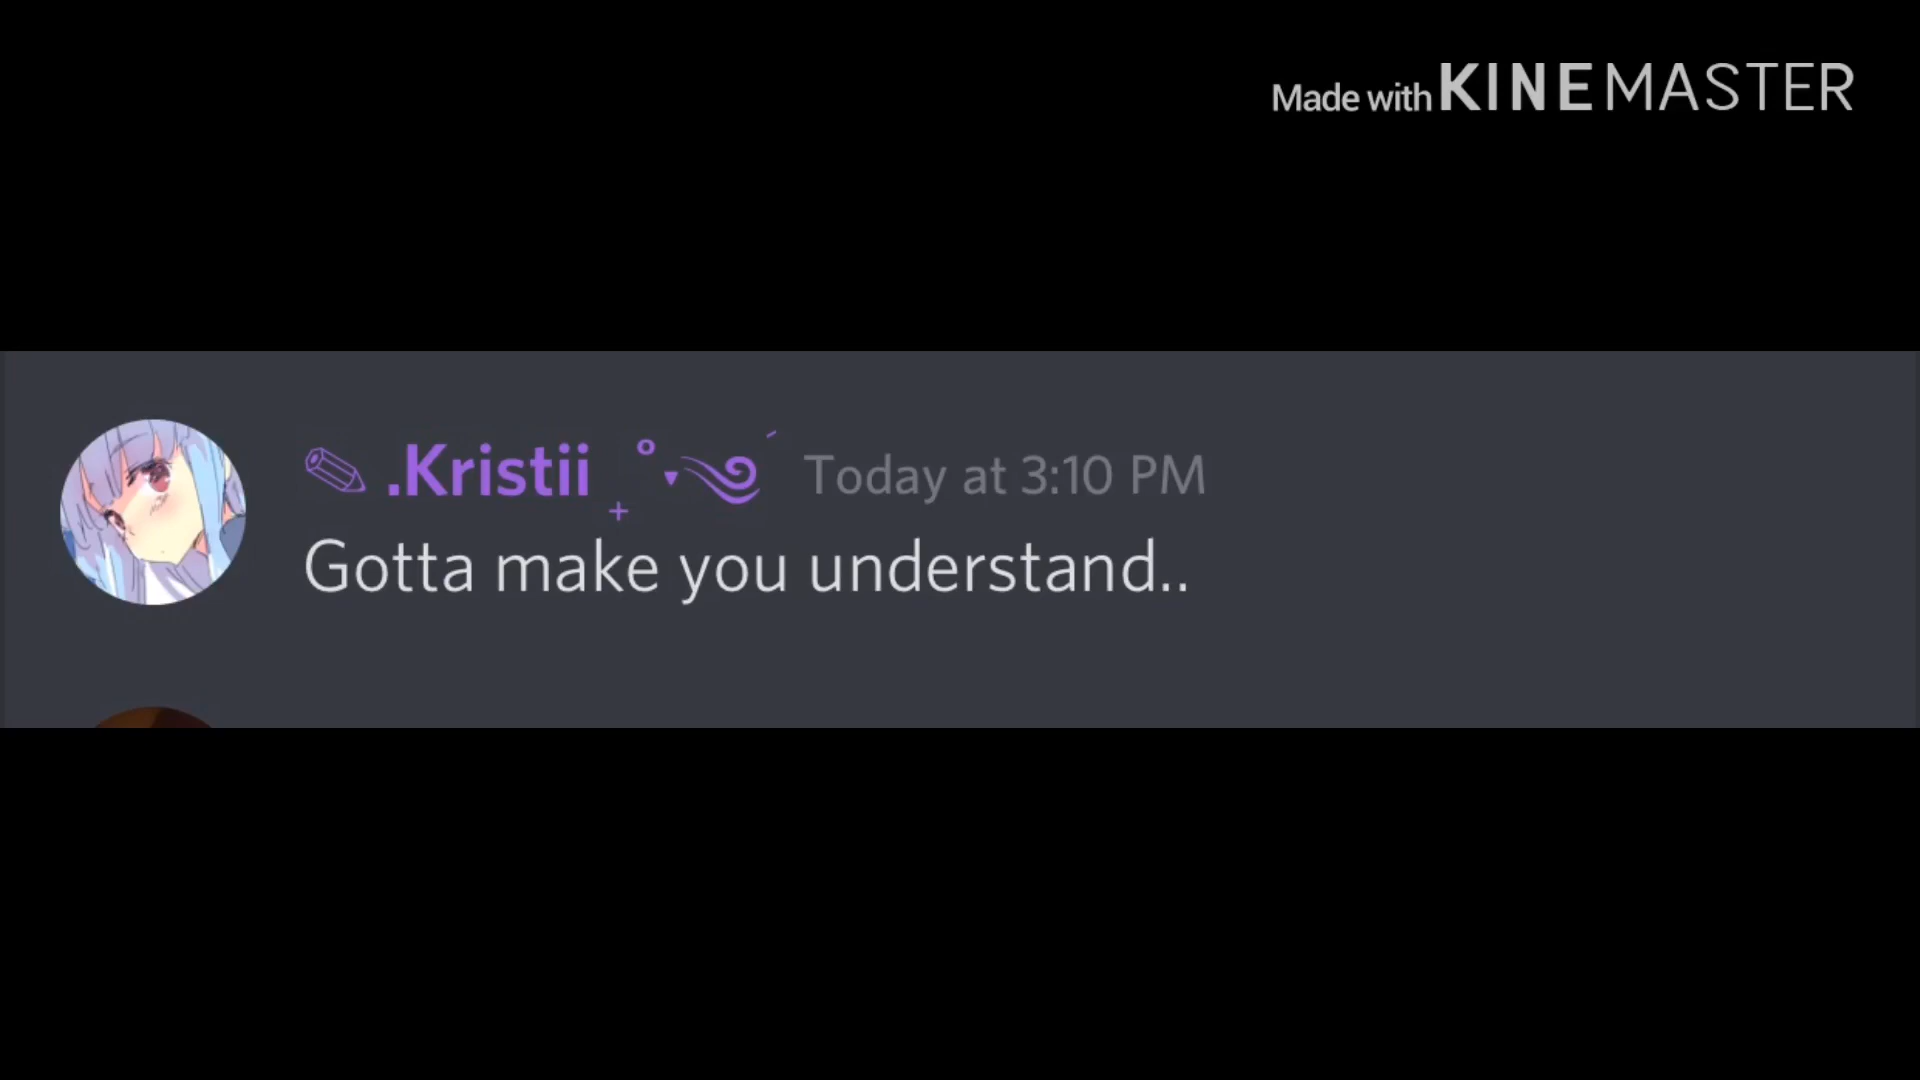 Made with KINEMASTER
✎ .Kristii ₊˚.༄ˊ Today at 3:10 PM
Gotta make you understand..